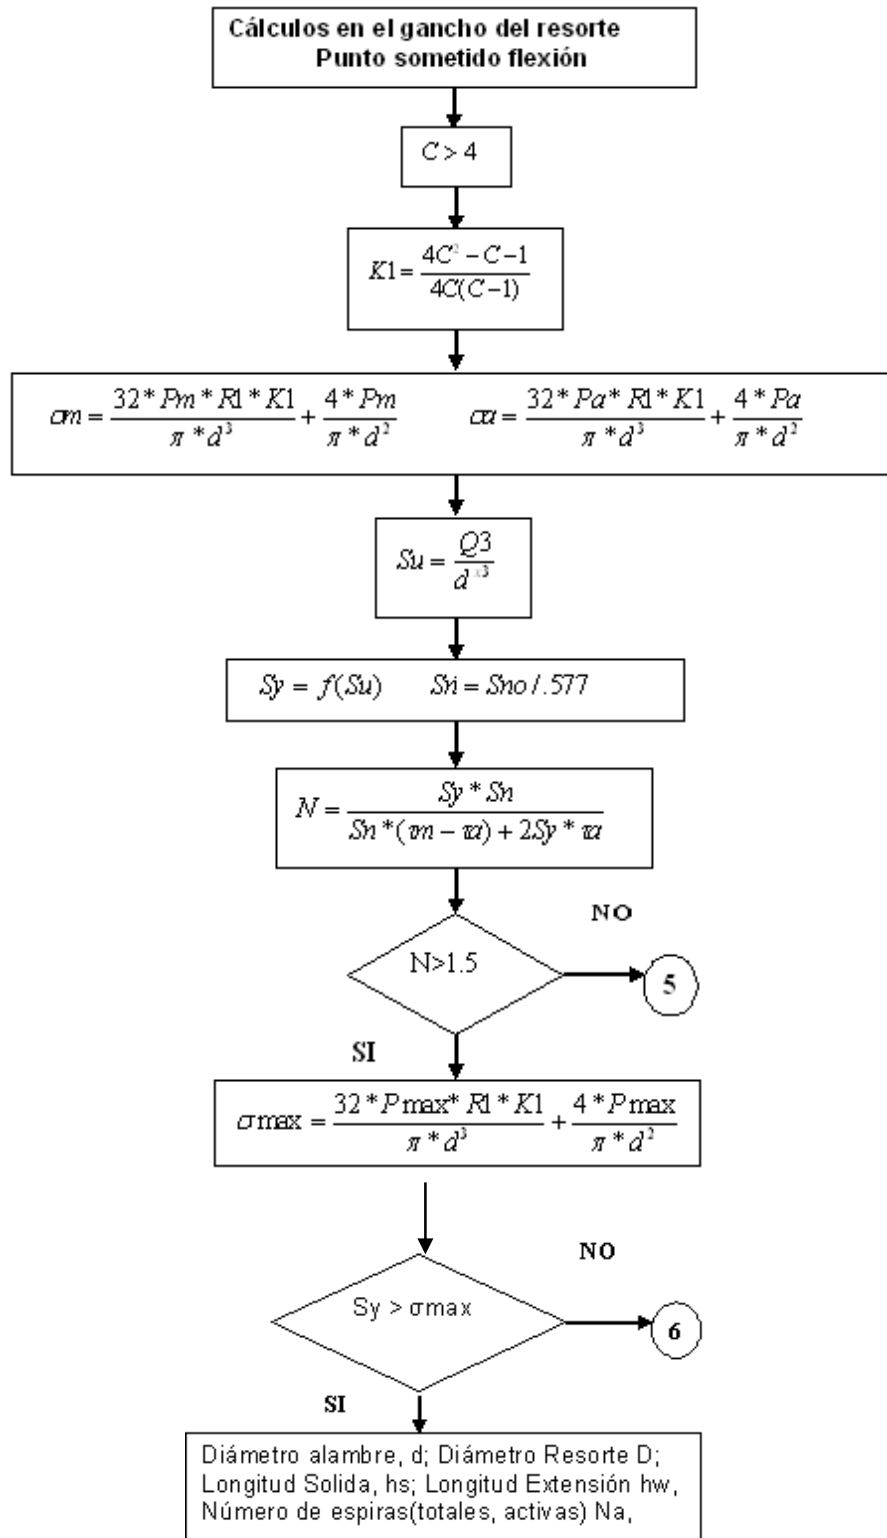 Cálculos en el gancho del resorte
Punto sometido flexión
C > 4
K1 = (4C² − C − 1) / (4C(C − 1))
σm = (32 * Pm * R1 * K1) / (π * d³) + (4 * Pm) / (π * d²)    σa = (32 * Pa * R1 * K1) / (π * d³) + (4 * Pa) / (π * d²)
Su = Q3 / d^x3
Sy = f(Su)    Sn = Sno / .577
N = (Sy * Sn) / (Sn * (τm − τa) + 2Sy * τa)
NO
N>1.5
5
SI
σmax = (32 * Pmax * R1 * K1) / (π * d³) + (4 * Pmax) / (π * d²)
NO
Sy > σmax
6
SI
Diámetro alambre, d; Diámetro Resorte D;
Longitud Solida, hs; Longitud Extensión hw,
Número de espiras(totales, activas) Na,